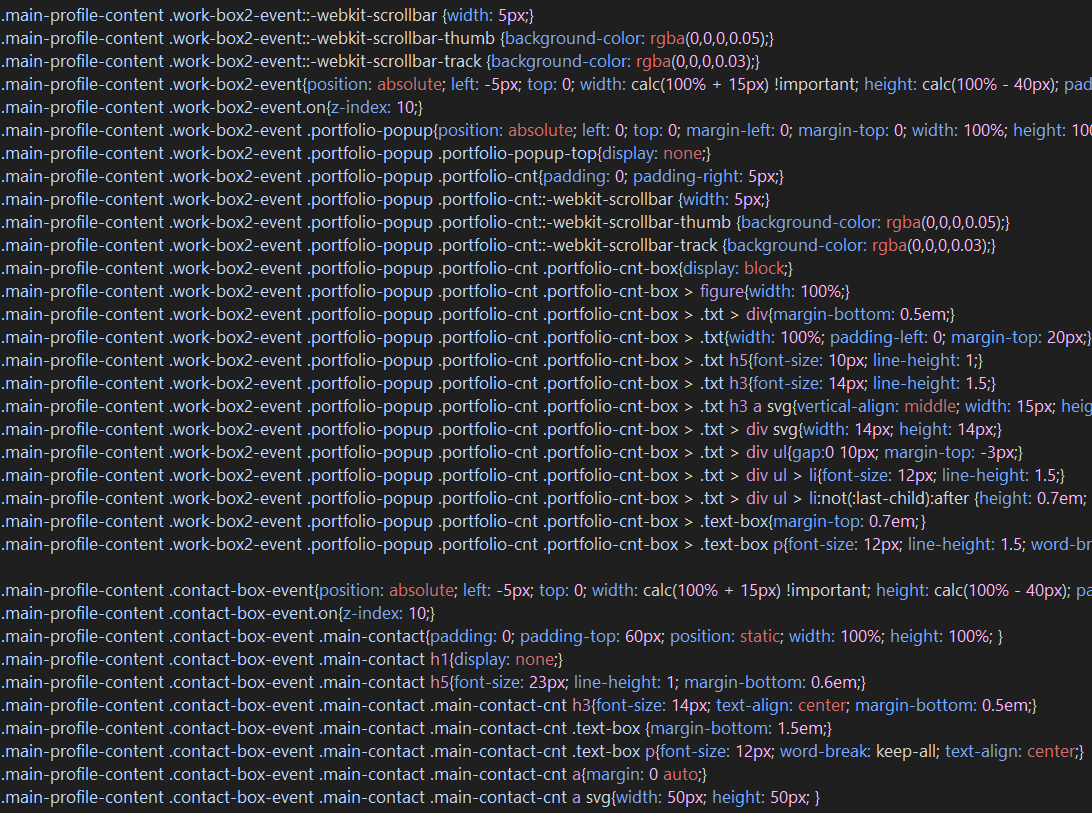 .main-profile-content .work-box2-event::-webkit-scrollbar {width: 5px;}
.main-profile-content .work-box2-event::-webkit-scrollbar-thumb {background-color: rgba(0,0,0,0.05);}
.main-profile-content .work-box2-event::-webkit-scrollbar-track {background-color: rgba(0,0,0,0.03);}
.main-profile-content .work-box2-event{position: absolute; left: -5px; top: 0; width: calc(100% + 15px) !important; height: calc(100% - 40px); pad
.main-profile-content .work-box2-event.on{z-index: 10;}
.main-profile-content .work-box2-event .portfolio-popup{position: absolute; left: 0; top: 0; margin-left: 0; margin-top: 0; width: 100%; height: 100
.main-profile-content .work-box2-event .portfolio-popup .portfolio-popup-top{display: none;}
.main-profile-content .work-box2-event .portfolio-popup .portfolio-cnt{padding: 0; padding-right: 5px;}
.main-profile-content .work-box2-event .portfolio-popup .portfolio-cnt::-webkit-scrollbar {width: 5px;}
.main-profile-content .work-box2-event .portfolio-popup .portfolio-cnt::-webkit-scrollbar-thumb {background-color: rgba(0,0,0,0.05);}
.main-profile-content .work-box2-event .portfolio-popup .portfolio-cnt::-webkit-scrollbar-track {background-color: rgba(0,0,0,0.03);}
.main-profile-content .work-box2-event .portfolio-popup .portfolio-cnt .portfolio-cnt-box{display: block;}
.main-profile-content .work-box2-event .portfolio-popup .portfolio-cnt .portfolio-cnt-box > figure{width: 100%;}
.main-profile-content .work-box2-event .portfolio-popup .portfolio-cnt .portfolio-cnt-box > .txt > div{margin-bottom: 0.5em;}
.main-profile-content .work-box2-event .portfolio-popup .portfolio-cnt .portfolio-cnt-box > .txt{width: 100%; padding-left: 0; margin-top: 20px;}
.main-profile-content .work-box2-event .portfolio-popup .portfolio-cnt .portfolio-cnt-box > .txt h5{font-size: 10px; line-height: 1;}
.main-profile-content .work-box2-event .portfolio-popup .portfolio-cnt .portfolio-cnt-box > .txt h3{font-size: 14px; line-height: 1.5;}
.main-profile-content .work-box2-event .portfolio-popup .portfolio-cnt .portfolio-cnt-box > .txt h3 a svg{vertical-align: middle; width: 15px; heig
.main-profile-content .work-box2-event .portfolio-popup .portfolio-cnt .portfolio-cnt-box > .txt > div svg{width: 14px; height: 14px;}
.main-profile-content .work-box2-event .portfolio-popup .portfolio-cnt .portfolio-cnt-box > .txt > div ul{gap:0 10px; margin-top: -3px;}
.main-profile-content .work-box2-event .portfolio-popup .portfolio-cnt .portfolio-cnt-box > .txt > div ul > li{font-size: 12px; line-height: 1.5;}
.main-profile-content .work-box2-event .portfolio-popup .portfolio-cnt .portfolio-cnt-box > .txt > div ul > li:not(:last-child):after {height: 0.7em;
.main-profile-content .work-box2-event .portfolio-popup .portfolio-cnt .portfolio-cnt-box > .text-box{margin-top: 0.7em;}
.main-profile-content .work-box2-event .portfolio-popup .portfolio-cnt .portfolio-cnt-box > .text-box p{font-size: 12px; line-height: 1.5; word-br
.main-profile-content .contact-box-event{position: absolute; left: -5px; top: 0; width: calc(100% + 15px) !important; height: calc(100% - 40px); pa
.main-profile-content .contact-box-event.on{z-index: 10;}
.main-profile-content .contact-box-event .main-contact{padding: 0; padding-top: 60px; position: static; width: 100%; height: 100%; }
.main-profile-content .contact-box-event .main-contact h1{display: none;}
.main-profile-content .contact-box-event .main-contact h5{font-size: 23px; line-height: 1; margin-bottom: 0.6em;}
.main-profile-content .contact-box-event .main-contact .main-contact-cnt h3{font-size: 14px; text-align: center; margin-bottom: 0.5em;}
.main-profile-content .contact-box-event .main-contact .main-contact-cnt .text-box {margin-bottom: 1.5em;}
.main-profile-content .contact-box-event .main-contact .main-contact-cnt .text-box p{font-size: 12px; word-break: keep-all; text-align: center;}
.main-profile-content .contact-box-event .main-contact .main-contact-cnt a{margin: 0 auto;}
.main-profile-content .contact-box-event .main-contact .main-contact-cnt a svg{width: 50px; height: 50px; }